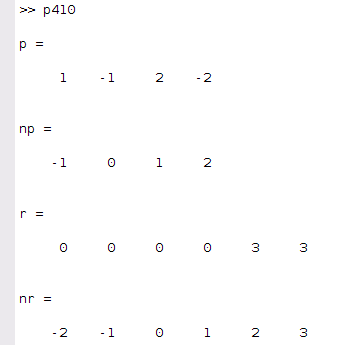 >> p410
p =
1 -1 2 -2
np =
-1 0 1 2
r =
0 0 0 0 3 3
nr =
-2 -1 0 1 2 3